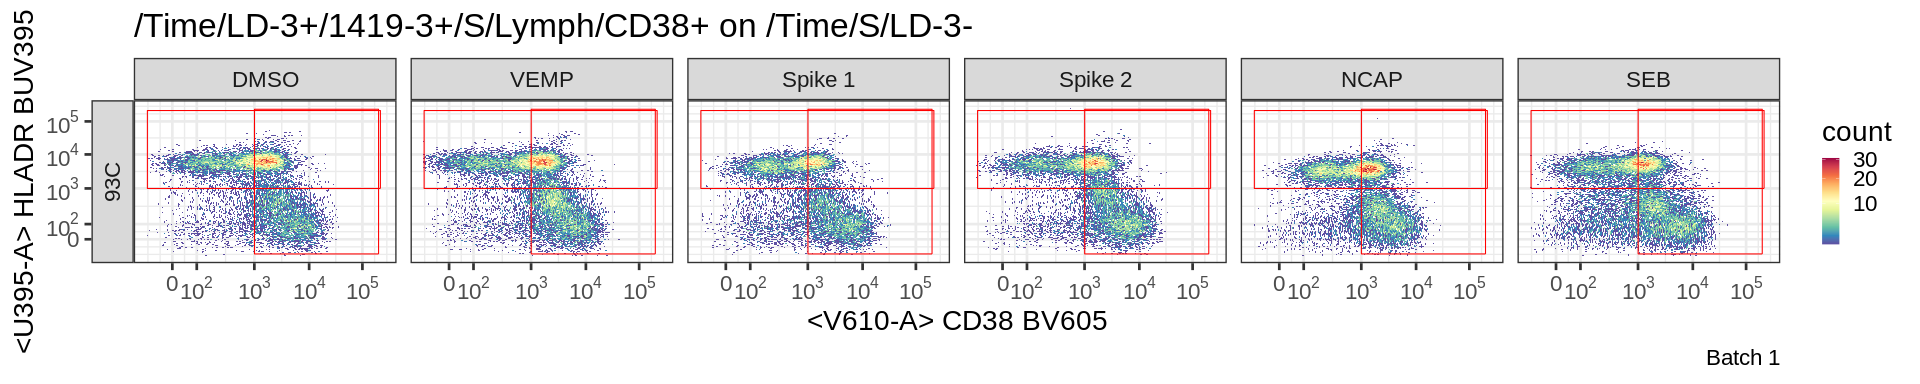 /Time/LD-3+/1419-3+/S/Lymph/CD38+ on /Time/S/LD-3-
DMSO VEMP Spike 1 Spike 2 NCAP SEB
<U395-A> HLADR BUV395
93C
10^5
10^4
10^3
10^2
0
0 10^2 10^3 10^4 10^5 0 10^2 10^3 10^4 10^5 0 10^2 10^3 10^4 10^5 0 10^2 10^3 10^4 10^5 0 10^2 10^3 10^4 10^5 0 10^2 10^3 10^4 10^5
<V610-A> CD38 BV605
count
30
20
10
Batch 1